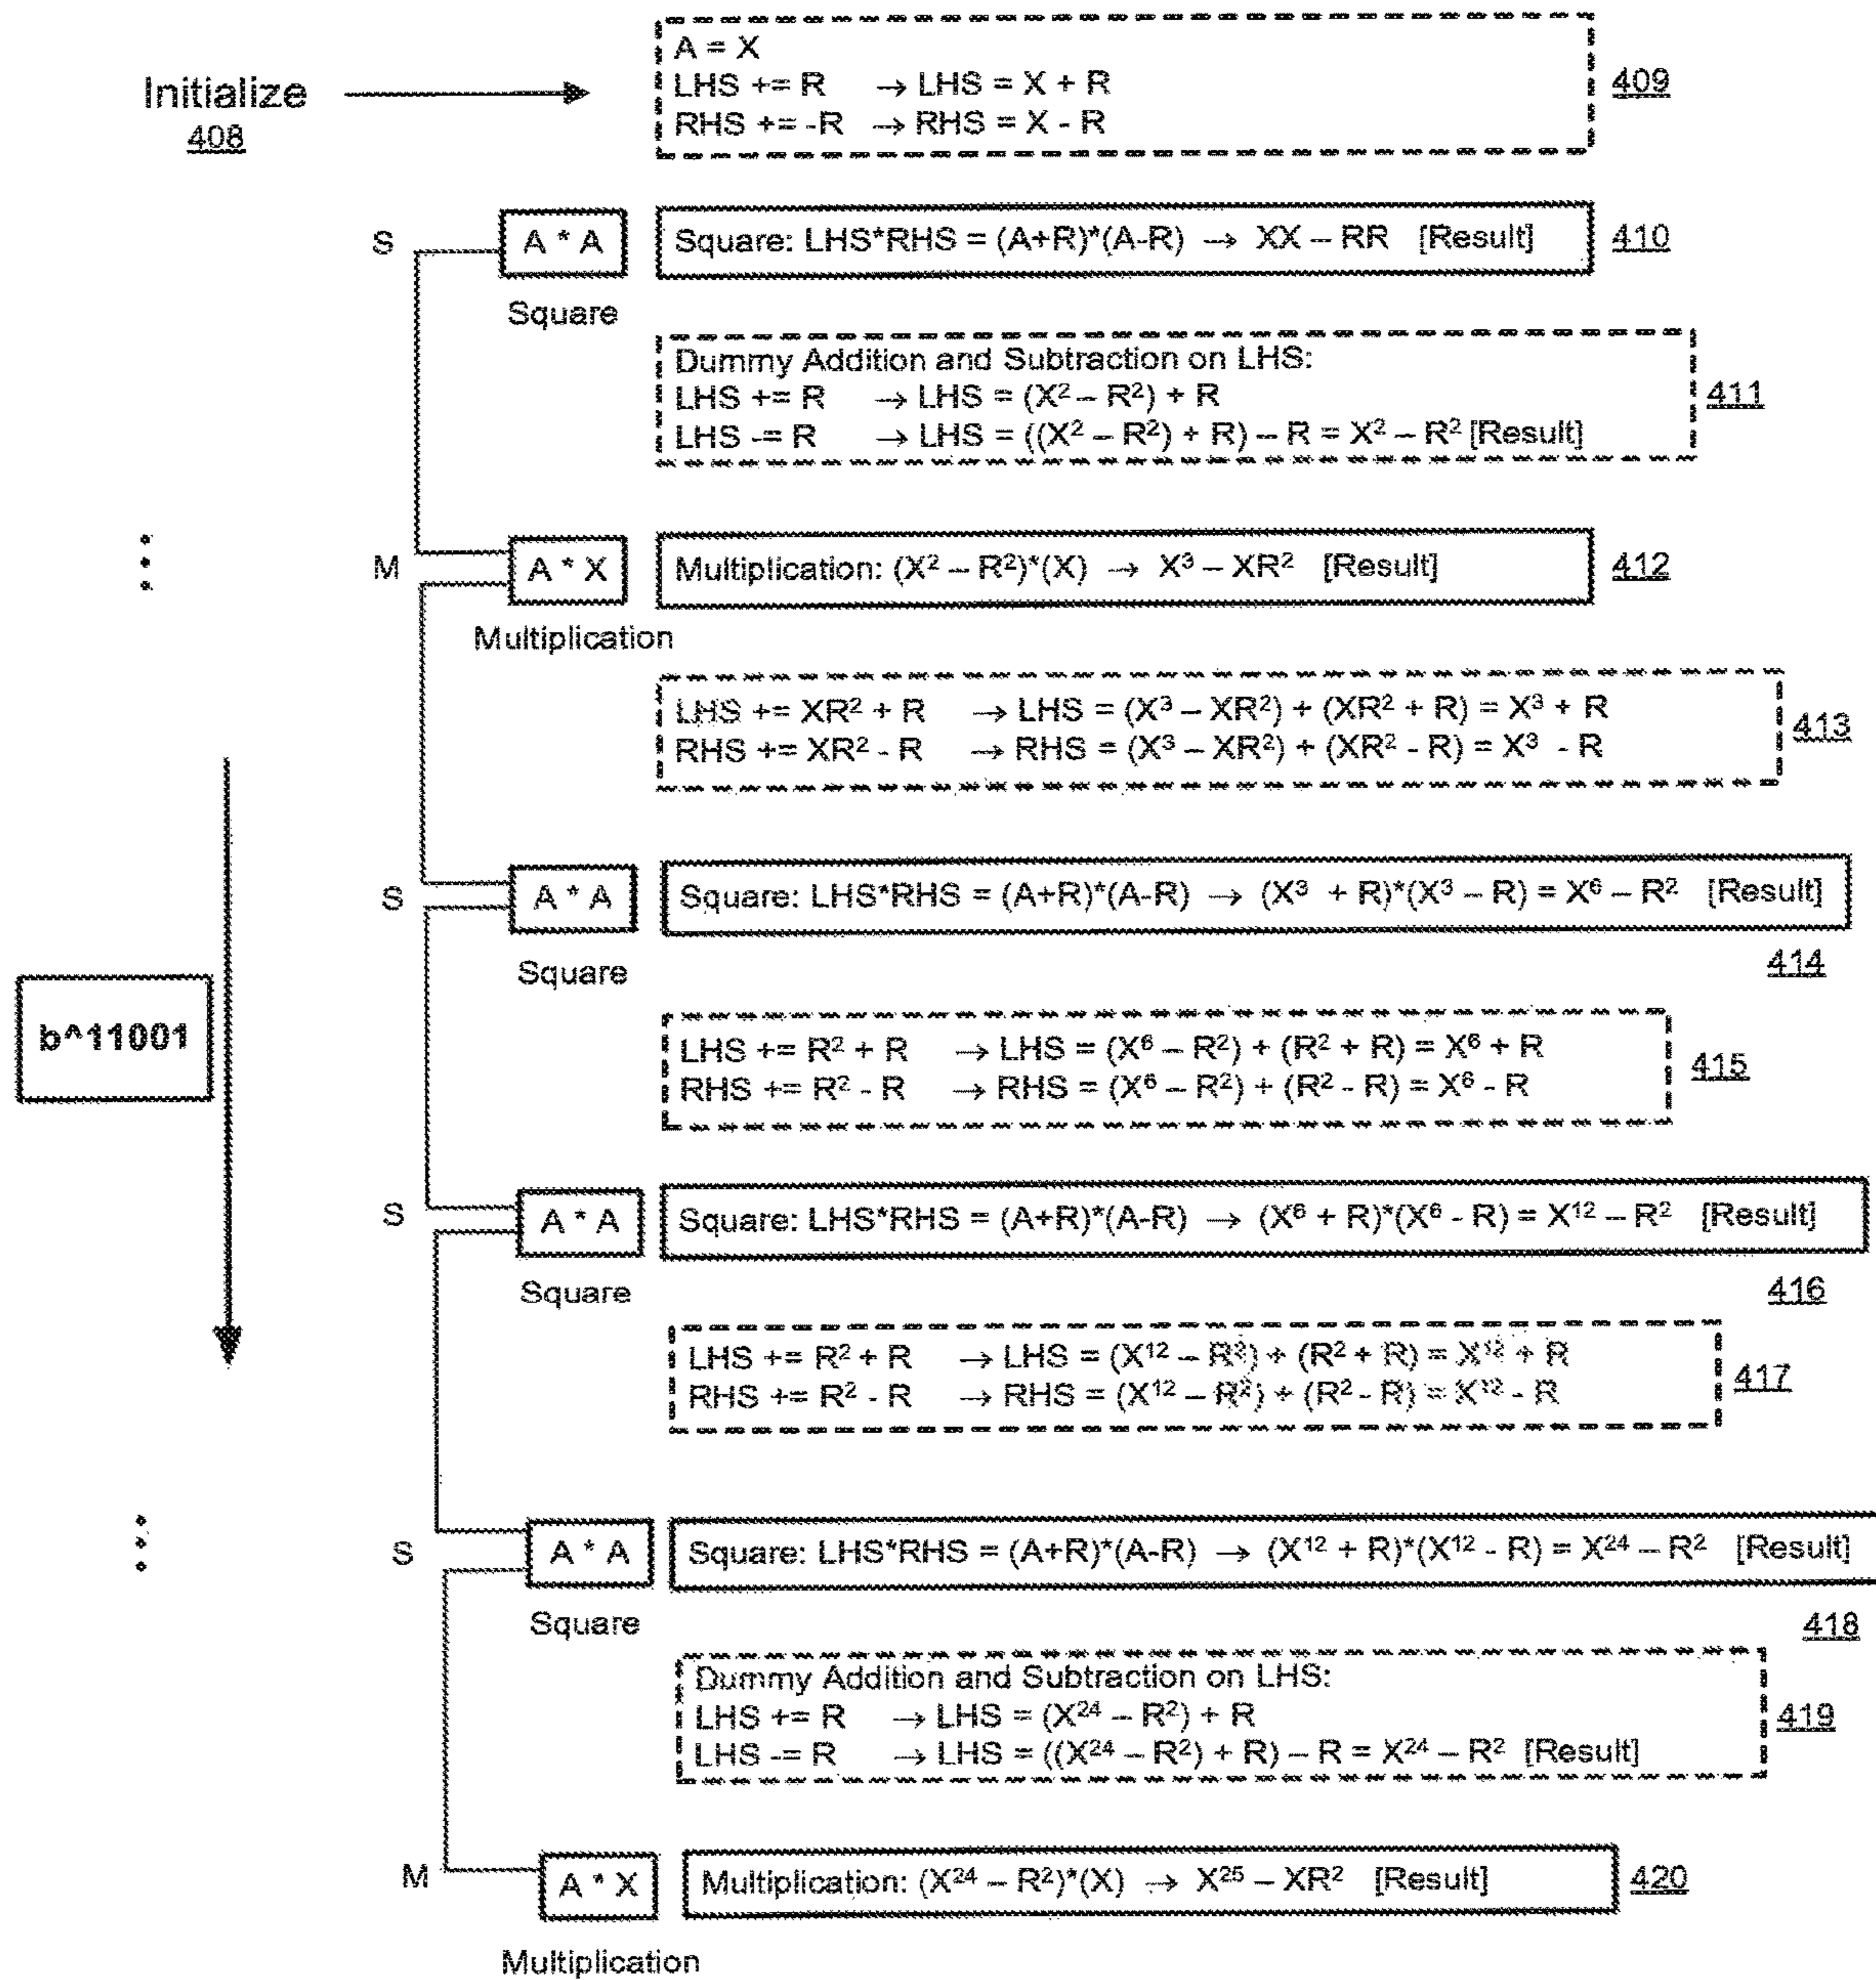 A = X
LHS += R → LHS = X + R
RHS += -R → RHS = X - R
409
Initialize
408
S
A * A
Square: LHS*RHS = (A+R)*(A-R) → XX – RR [Result]
410
Square
Dummy Addition and Subtraction on LHS:
LHS += R → LHS = (X² – R²) + R
LHS -= R → LHS = ((X² – R²) + R) – R = X² – R² [Result]
411
M
A * X
Multiplication: (X² – R²)*(X) → X³ – XR² [Result]
412
Multiplication
LHS += XR² + R → LHS = (X³ – XR²) + (XR² + R) = X³ + R
RHS += XR² - R → RHS = (X³ – XR²) + (XR² - R) = X³ - R
413
S
A * A
Square: LHS*RHS = (A+R)*(A-R) → (X³ + R)*(X³ – R) = X⁶ – R² [Result]
414
Square
b^11001
LHS += R² + R → LHS = (X⁶ – R²) + (R² + R) = X⁶ + R
RHS += R² - R → RHS = (X⁶ – R²) + (R² - R) = X⁶ - R
415
S
A * A
Square: LHS*RHS = (A+R)*(A-R) → (X⁶ + R)*(X⁶ - R) = X¹² – R² [Result]
416
Square
LHS += R² + R → LHS = (X¹² – R²) + (R² + R) = X¹² + R
RHS += R² - R → RHS = (X¹² – R²) + (R² - R) = X¹² - R
417
S
A * A
Square: LHS*RHS = (A+R)*(A-R) → (X¹² + R)*(X¹² - R) = X²⁴ – R² [Result]
418
Square
Dummy Addition and Subtraction on LHS:
LHS += R → LHS = (X²⁴ – R²) + R
LHS -= R → LHS = ((X²⁴ – R²) + R) – R = X²⁴ – R² [Result]
419
M
A * X
Multiplication: (X²⁴ – R²)*(X) → X²⁵ – XR² [Result]
420
Multiplication